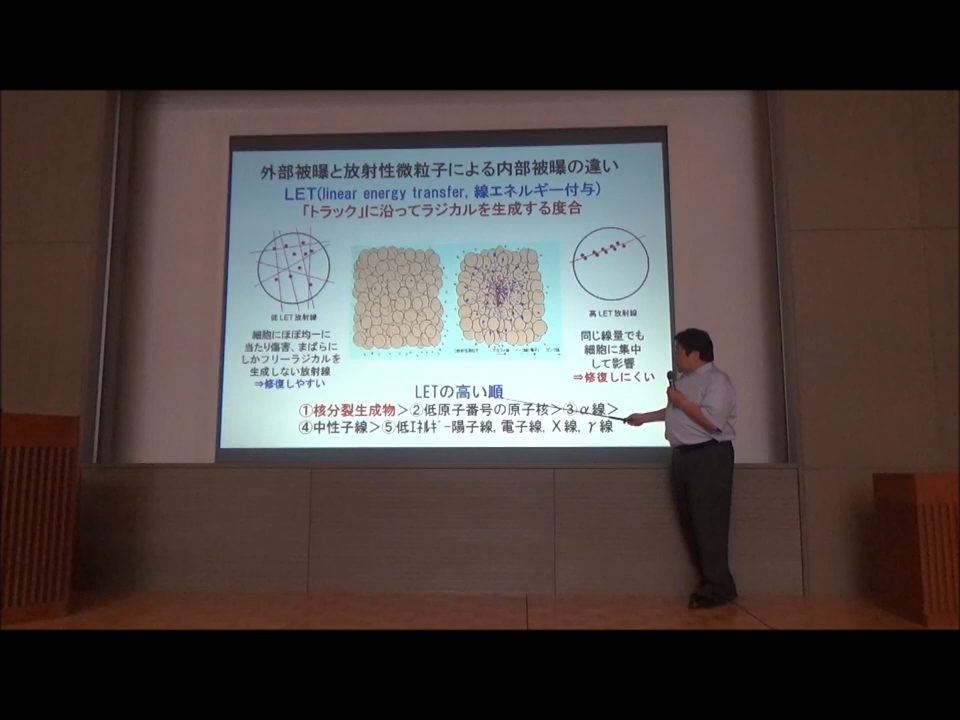 外部被曝と放射性微粒子による内部被曝の違い
LET(linear energy transfer, 線エネルギー付与)
「トラック」に沿ってラジカルを生成する度合
低LET放射線
細胞にほぼ均一に
当たり傷害、まばらに
しかフリーラジカルを
生成しない放射線
⇒修復しやすい
高LET放射線
同じ線量でも
細胞に集中
して影響
⇒修復しにくい
LETの高い順
①核分裂生成物>②低原子番号の原子核>③α線>
④中性子線>⑤低ｴﾈﾙｷﾞｰ陽子線, 電子線, X線, γ線